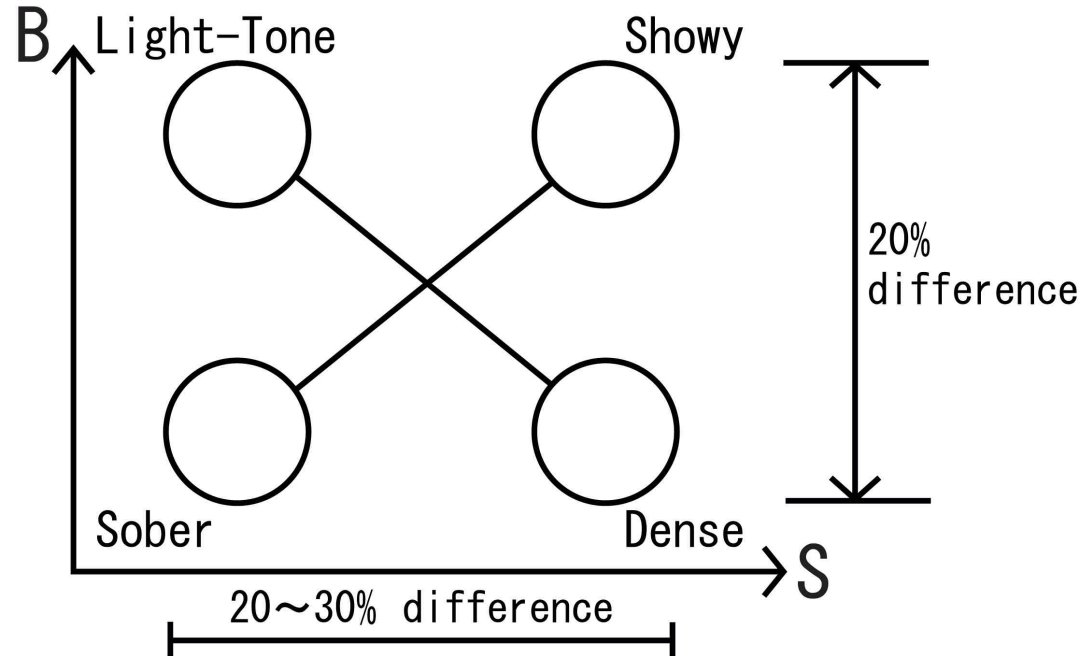 B
Light-Tone
Showy
20%
difference
Sober
Dense
S
20～30% difference